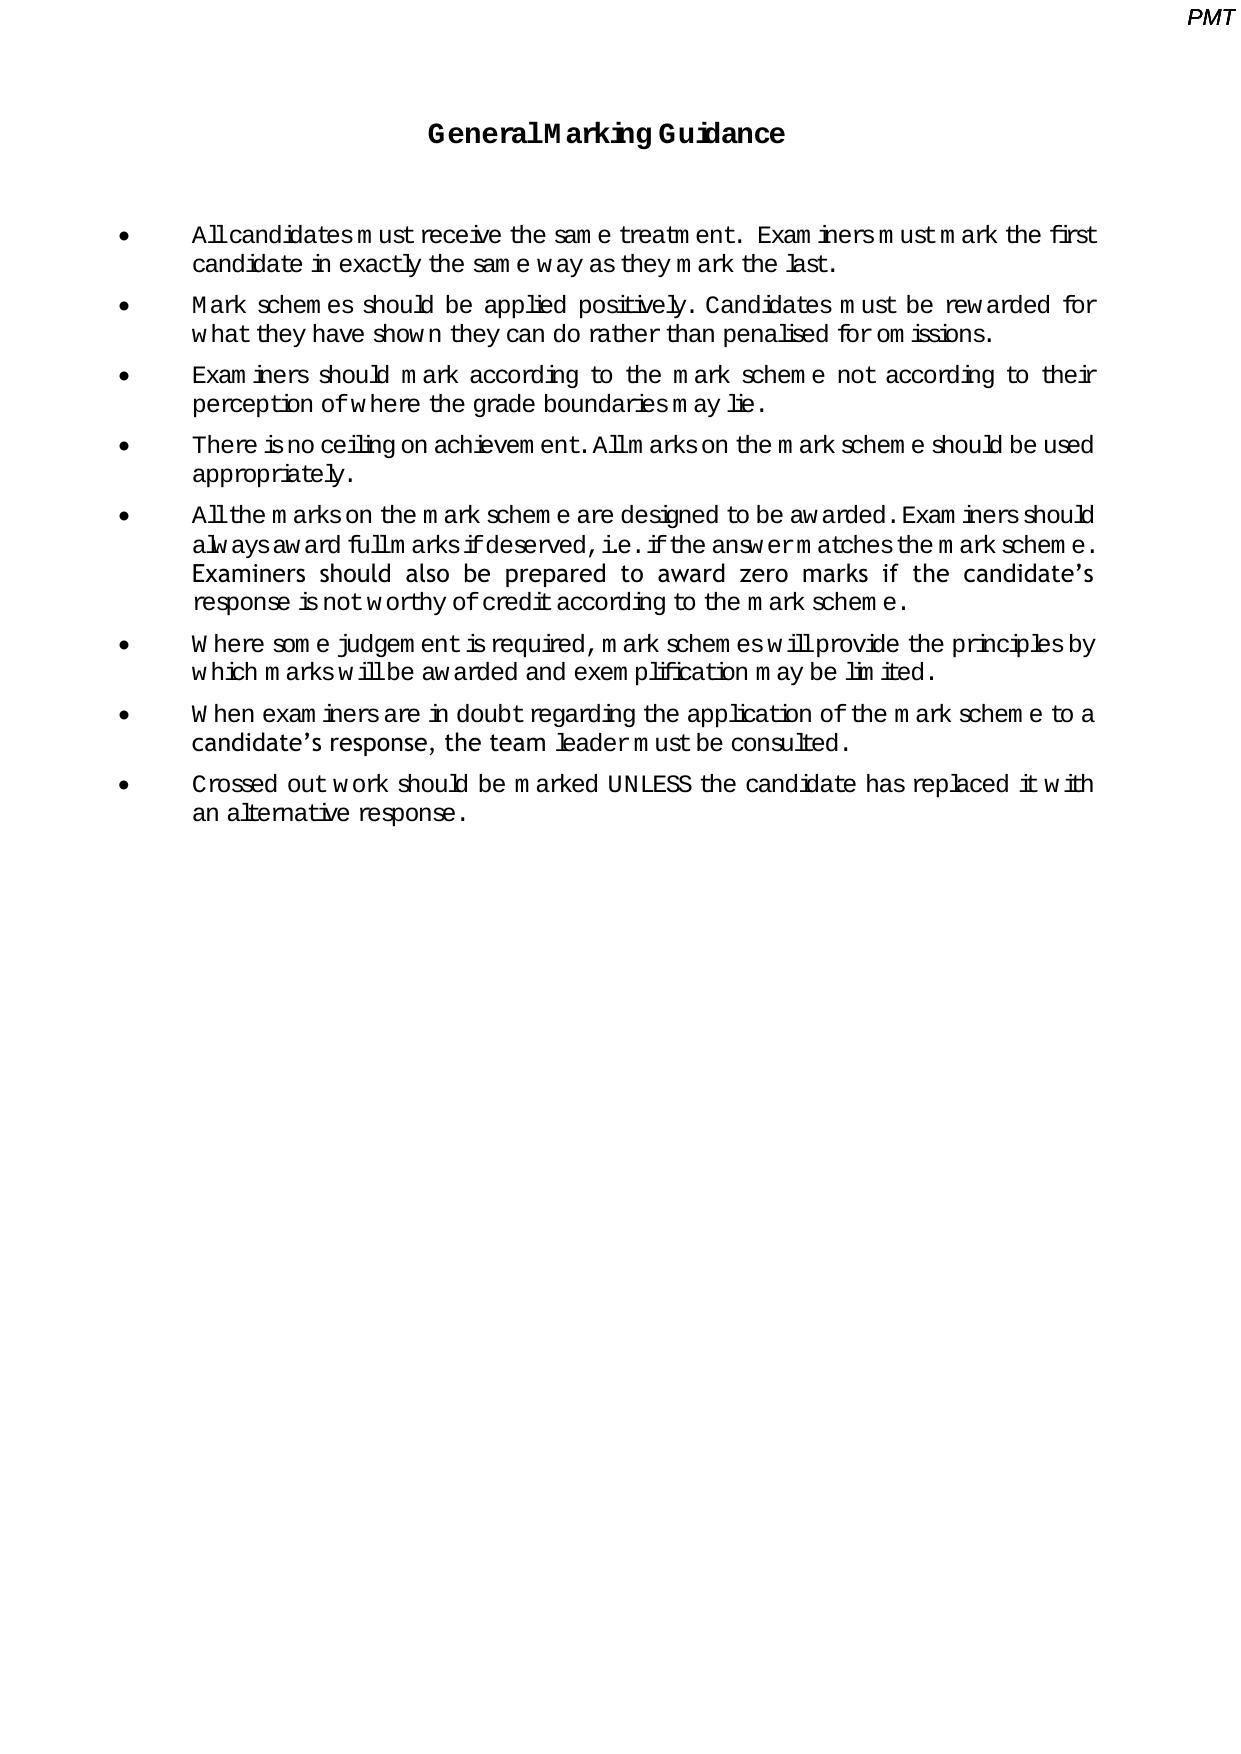 PMT
General Marking Guidance
• All candidates must receive the same treatment. Examiners must mark the first
candidate in exactly the same way as they mark the last.
• Mark schemes should be applied positively. Candidates must be rewarded for
what they have shown they can do rather than penalised for omissions.
• Examiners should mark according to the mark scheme not according to their
perception of where the grade boundaries may lie.
• There is no ceiling on achievement. All marks on the mark scheme should be used
appropriately.
• All the marks on the mark scheme are designed to be awarded. Examiners should
always award full marks if deserved, i.e. if the answer matches the mark scheme.
Examiners should also be prepared to award zero marks if the candidate’s
response is not worthy of credit according to the mark scheme.
• Where some judgement is required, mark schemes will provide the principles by
which marks will be awarded and exemplification may be limited.
• When examiners are in doubt regarding the application of the mark scheme to a
candidate’s response, the team leader must be consulted.
• Crossed out work should be marked UNLESS the candidate has replaced it with
an alternative response.